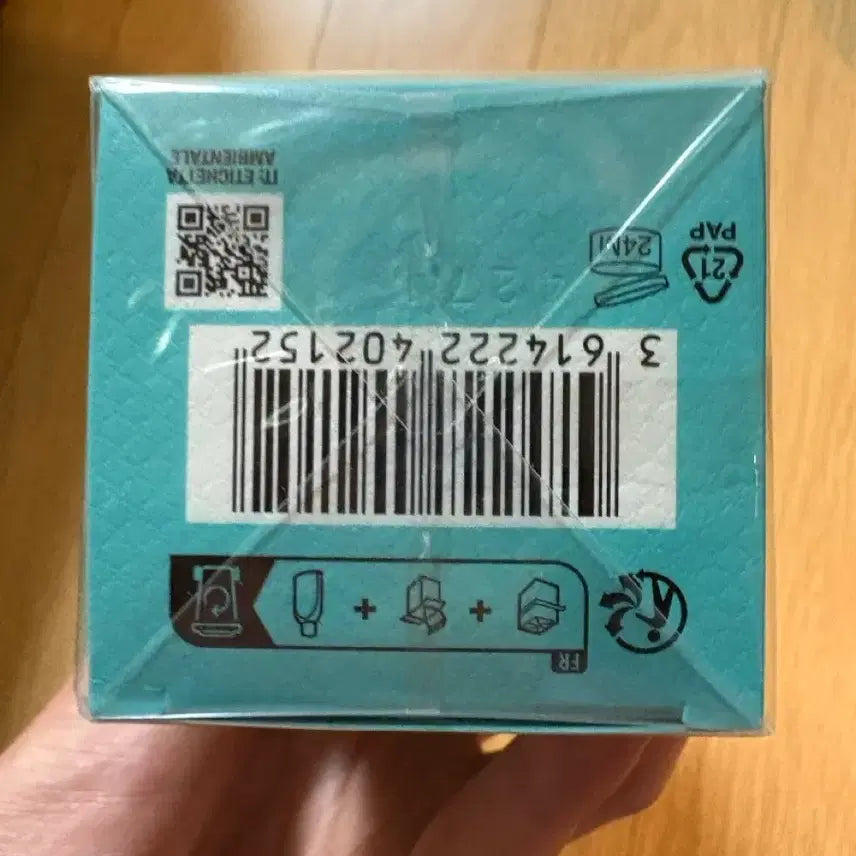 FR
+ +
3 614222 402152
21
PAP
24M
IT: ETICHETTA
AMBIENTALE